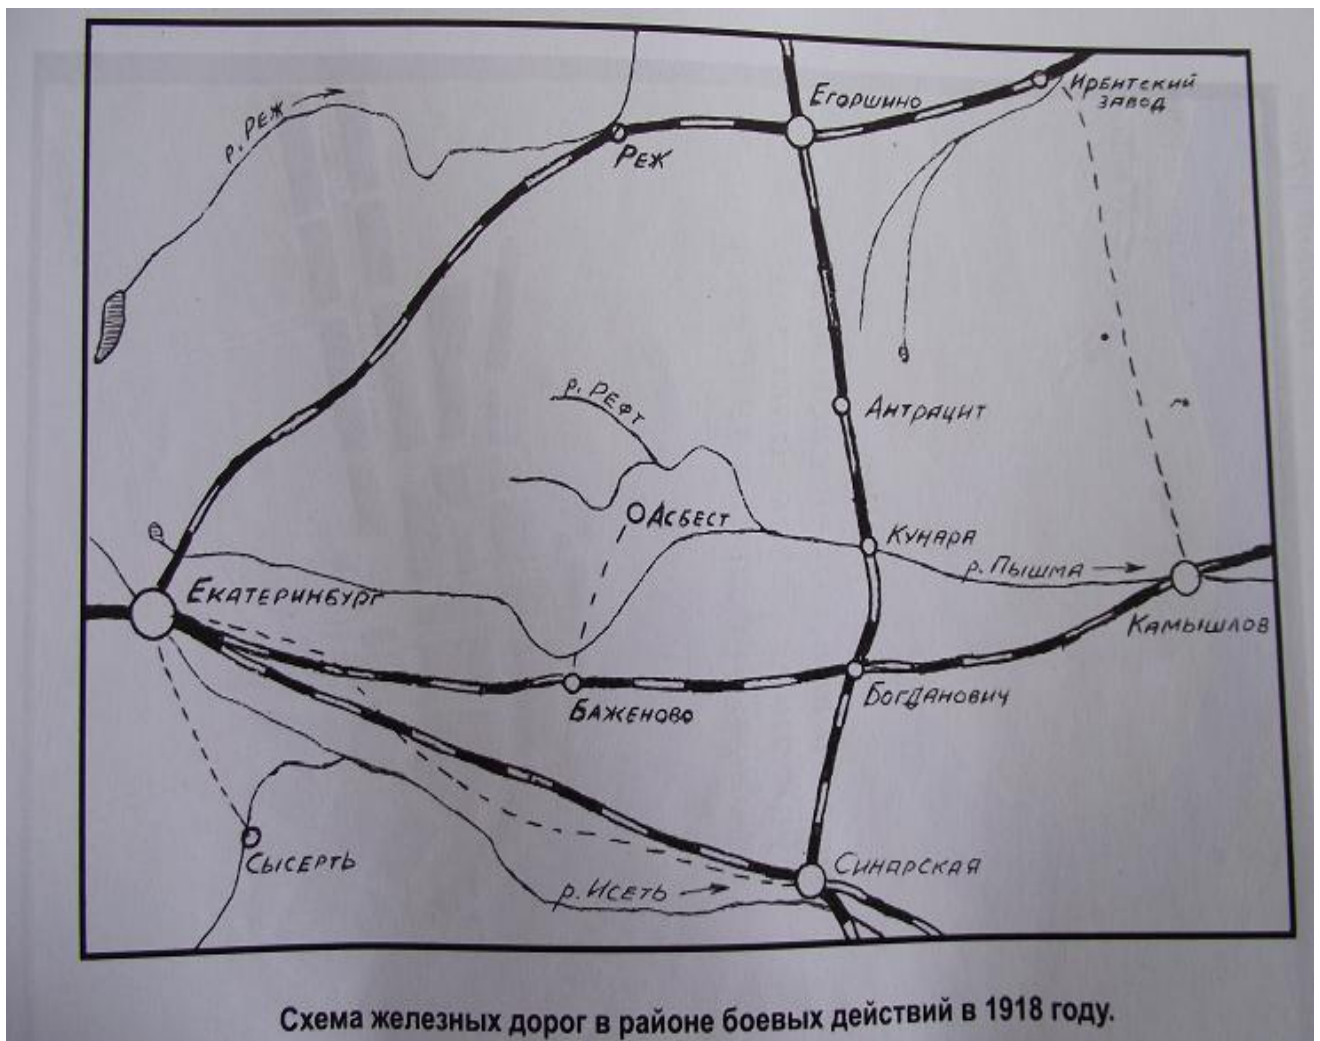 р. РЕЖ
ЕГОРШИНО
ИРБИТСКИЙ
ЗАВОД
РЕЖ
р. РЕФТ
АНТРАЦИТ
АСБЕСТ
КУНАРА
р. ПЫШМА
ЕКАТЕРИНБУРГ
КАМЫШЛОВ
БАЖЕНОВО
БОГДАНОВИЧ
СЫСЕРТЬ
СИНАРСКАЯ
р. ИСЕТЬ
Схема железных дорог в районе боевых действий в 1918 году.